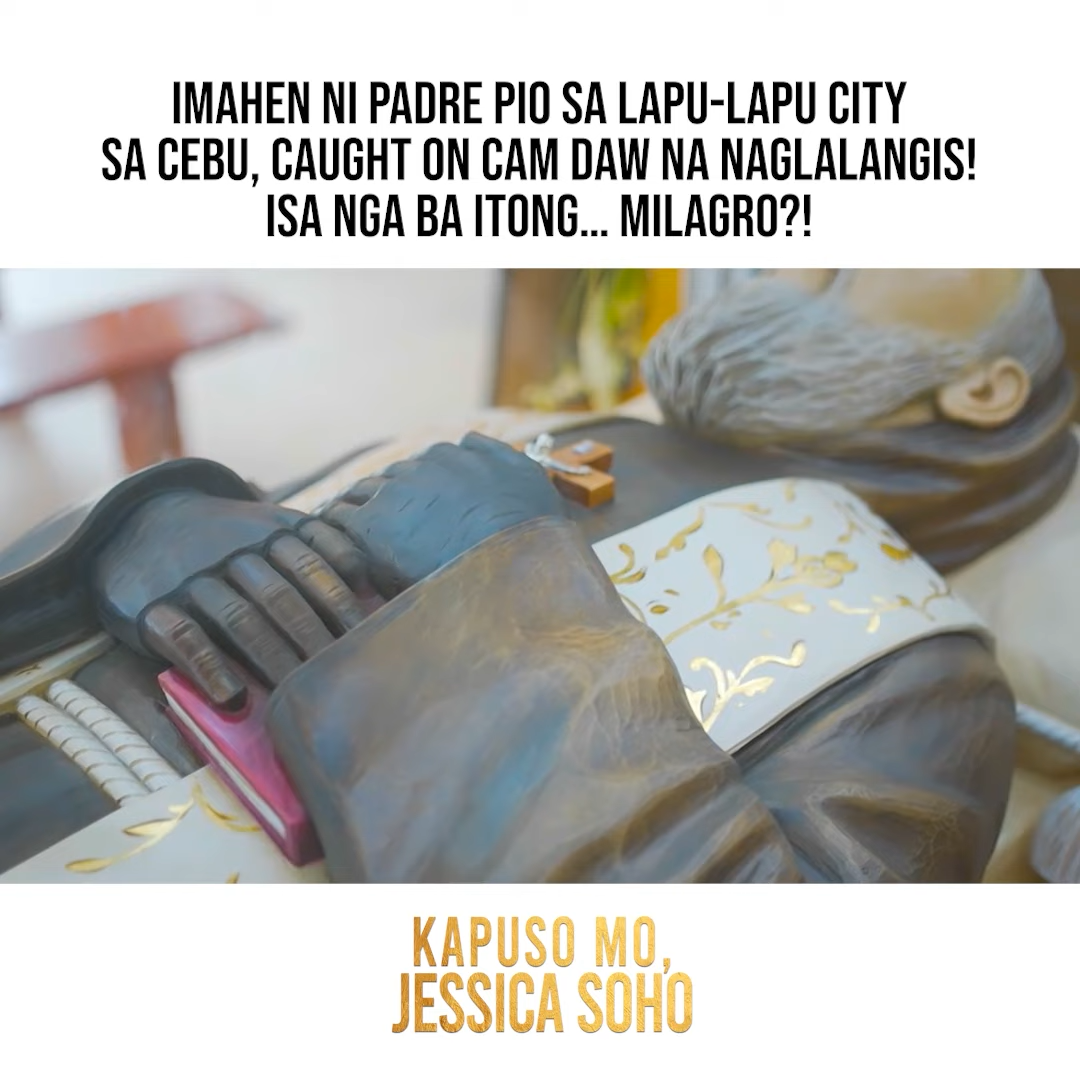 IMAHEN NI PADRE PIO SA LAPU-LAPU CITY
SA CEBU, CAUGHT ON CAM DAW NA NAGLALANGIS!
ISA NGA BA ITONG... MILAGRO?!
KAPUSO MO,
JESSICA SOHO